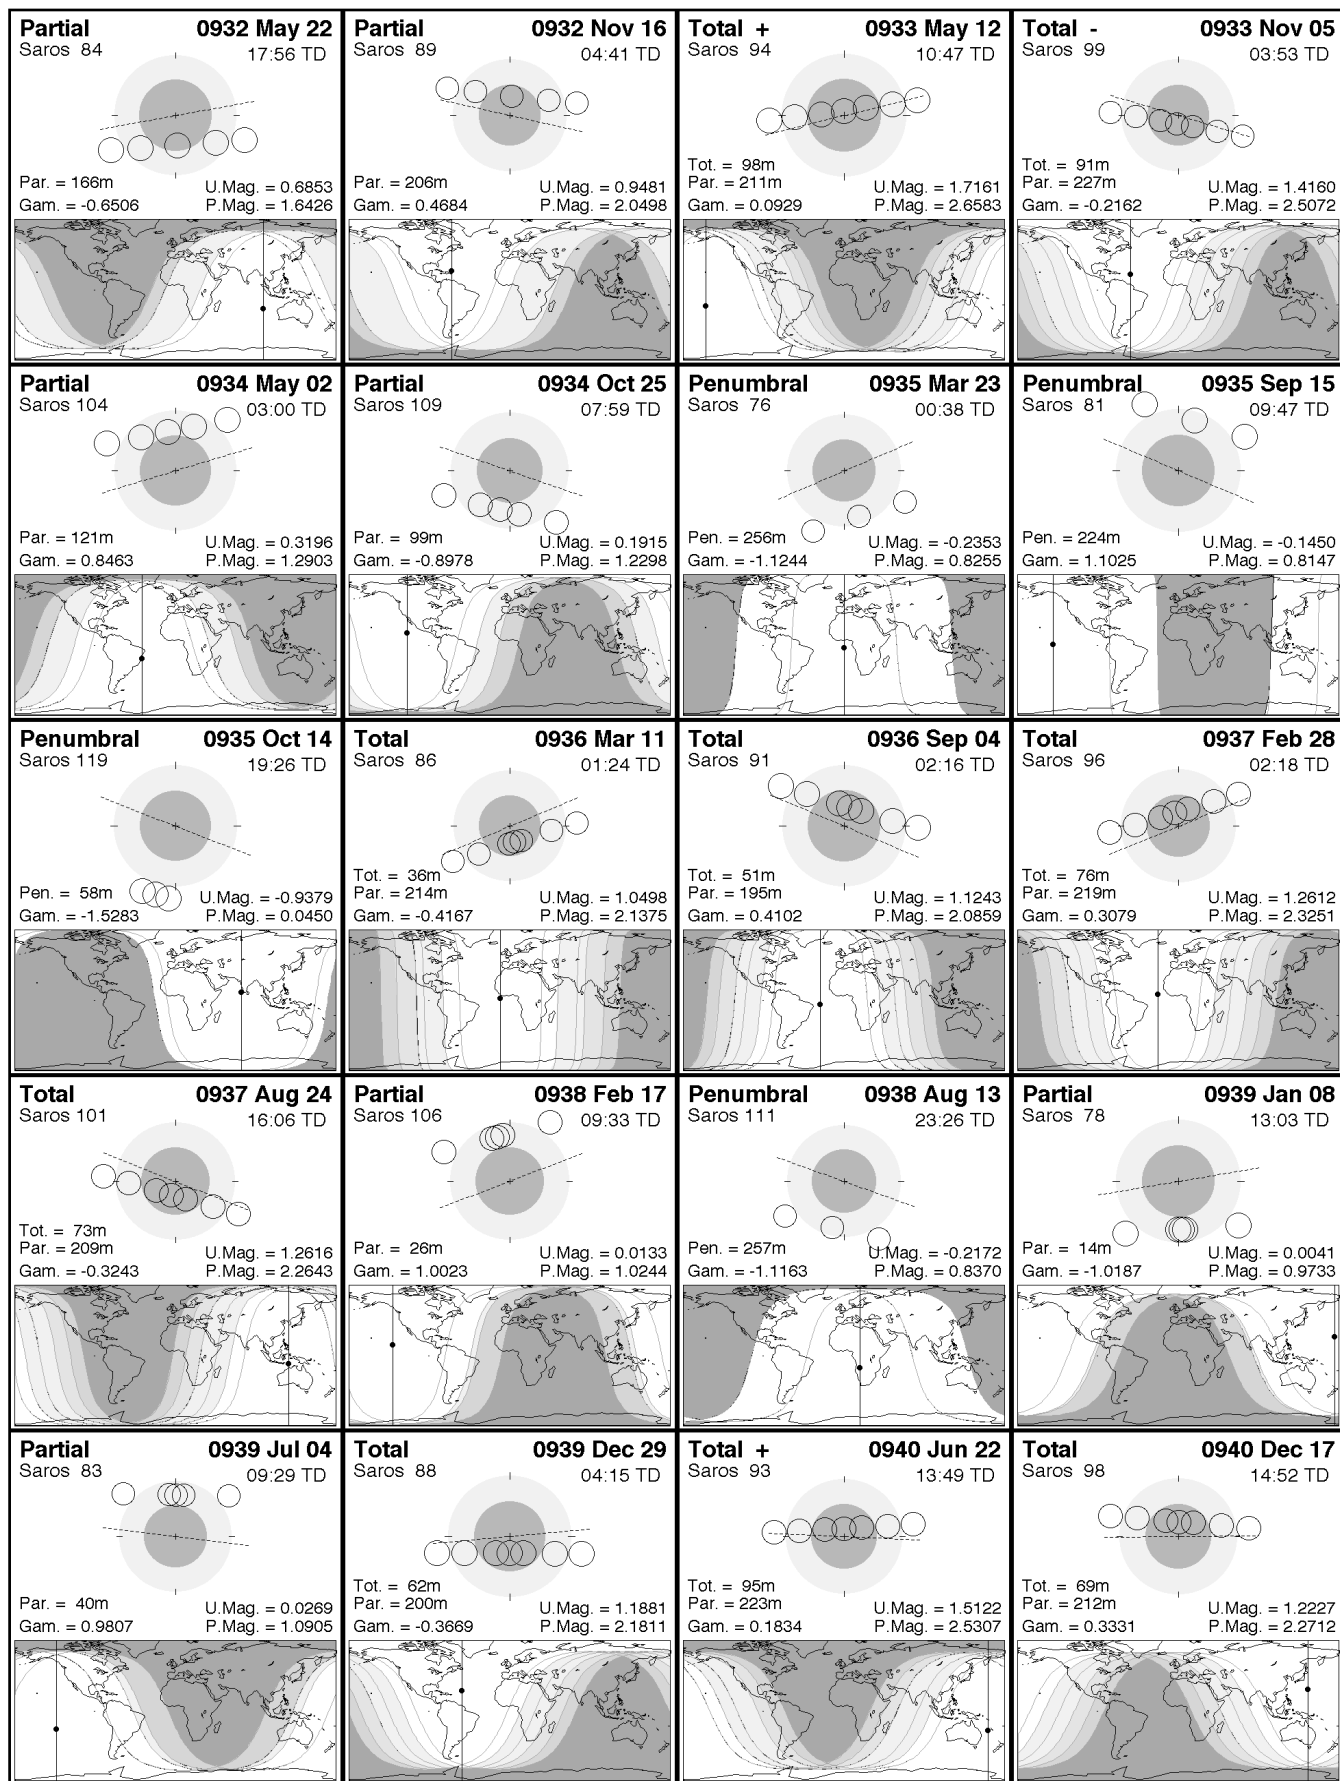 Partial 0932 May 22
Saros 84 17:56 TD
Par. = 166m U.Mag. = 0.6853
Gam. = -0.6506 P.Mag. = 1.6426
Partial 0932 Nov 16
Saros 89 04:41 TD
Par. = 206m U.Mag. = 0.9481
Gam. = 0.4684 P.Mag. = 2.0498
Total + 0933 May 12
Saros 94 10:47 TD
Tot. = 98m
Par. = 211m U.Mag. = 1.7161
Gam. = 0.0929 P.Mag. = 2.6583
Total - 0933 Nov 05
Saros 99 03:53 TD
Tot. = 91m
Par. = 227m U.Mag. = 1.4160
Gam. = -0.2162 P.Mag. = 2.5072
Partial 0934 May 02
Saros 104 03:00 TD
Par. = 121m U.Mag. = 0.3196
Gam. = 0.8463 P.Mag. = 1.2903
Partial 0934 Oct 25
Saros 109 07:59 TD
Par. = 99m U.Mag. = 0.1915
Gam. = -0.8978 P.Mag. = 1.2298
Penumbral 0935 Mar 23
Saros 76 00:38 TD
Pen. = 256m U.Mag. = -0.2353
Gam. = -1.1244 P.Mag. = 0.8255
Penumbral 0935 Sep 15
Saros 81 09:47 TD
Pen. = 224m U.Mag. = -0.1450
Gam. = 1.1025 P.Mag. = 0.8147
Penumbral 0935 Oct 14
Saros 119 19:26 TD
Pen. = 58m U.Mag. = -0.9379
Gam. = -1.5283 P.Mag. = 0.0450
Total 0936 Mar 11
Saros 86 01:24 TD
Tot. = 36m
Par. = 214m U.Mag. = 1.0498
Gam. = -0.4167 P.Mag. = 2.1375
Total 0936 Sep 04
Saros 91 02:16 TD
Tot. = 51m
Par. = 195m U.Mag. = 1.1243
Gam. = 0.4102 P.Mag. = 2.0859
Total 0937 Feb 28
Saros 96 02:18 TD
Tot. = 76m
Par. = 219m U.Mag. = 1.2612
Gam. = 0.3079 P.Mag. = 2.3251
Total 0937 Aug 24
Saros 101 16:06 TD
Tot. = 73m
Par. = 209m U.Mag. = 1.2616
Gam. = -0.3243 P.Mag. = 2.2643
Partial 0938 Feb 17
Saros 106 09:33 TD
Par. = 26m U.Mag. = 0.0133
Gam. = 1.0023 P.Mag. = 1.0244
Penumbral 0938 Aug 13
Saros 111 23:26 TD
Pen. = 257m U.Mag. = -0.2172
Gam. = -1.1163 P.Mag. = 0.8370
Partial 0939 Jan 08
Saros 78 13:03 TD
Par. = 14m U.Mag. = 0.0041
Gam. = -1.0187 P.Mag. = 0.9733
Partial 0939 Jul 04
Saros 83 09:29 TD
Par. = 40m U.Mag. = 0.0269
Gam. = 0.9807 P.Mag. = 1.0905
Total 0939 Dec 29
Saros 88 04:15 TD
Tot. = 62m
Par. = 200m U.Mag. = 1.1881
Gam. = -0.3669 P.Mag. = 2.1811
Total + 0940 Jun 22
Saros 93 13:49 TD
Tot. = 95m
Par. = 223m U.Mag. = 1.5122
Gam. = 0.1834 P.Mag. = 2.5307
Total 0940 Dec 17
Saros 98 14:52 TD
Tot. = 69m
Par. = 212m U.Mag. = 1.2227
Gam. = 0.3331 P.Mag. = 2.2712